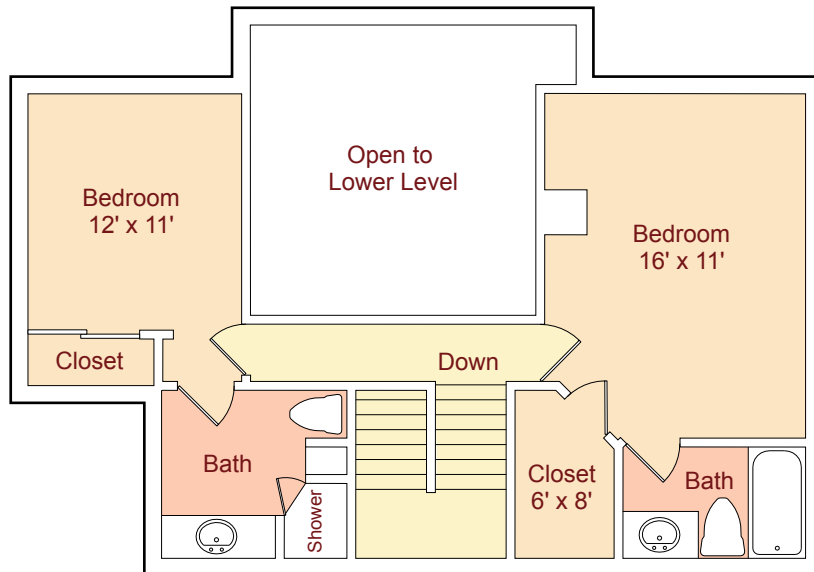 Open to
Lower Level
Bedroom
12' x 11'
Bedroom
16' x 11'
Closet
Down
Bath
Shower
Closet
6' x 8'
Bath